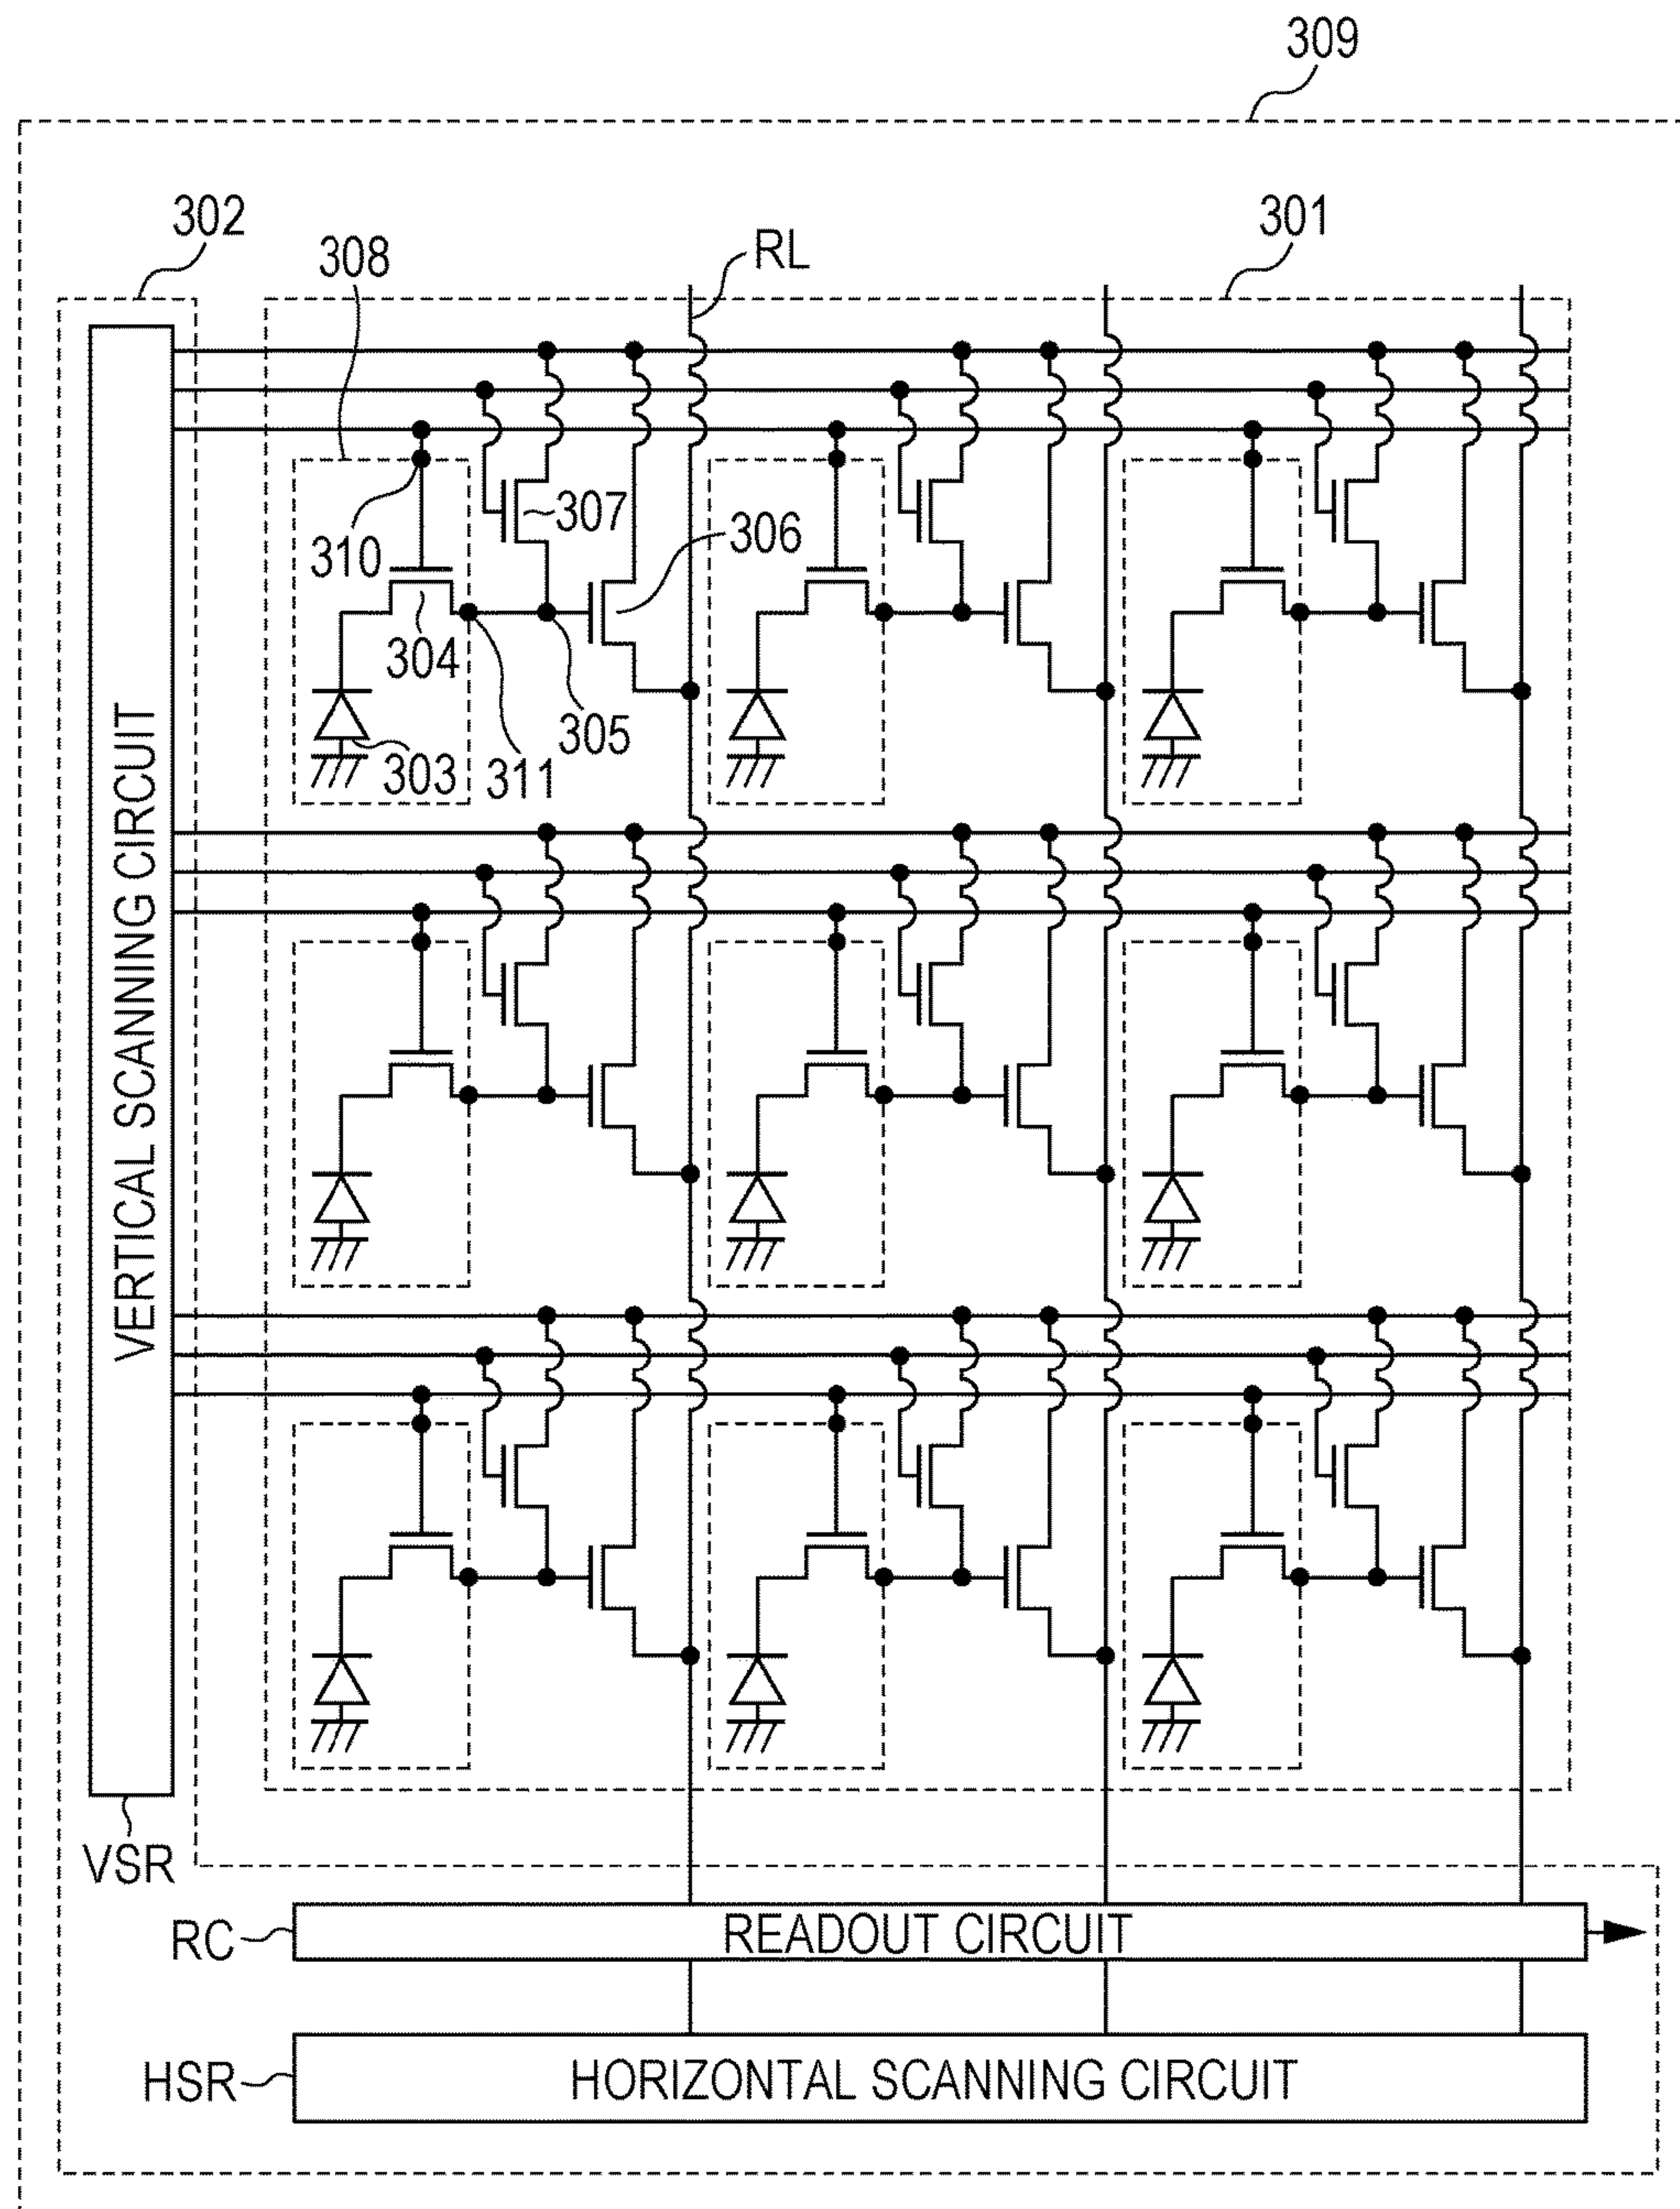 309
302
301
308
RL
307
306
310
304
305
303
311
VERTICAL SCANNING CIRCUIT
VSR
RC
READOUT CIRCUIT
HSR
HORIZONTAL SCANNING CIRCUIT